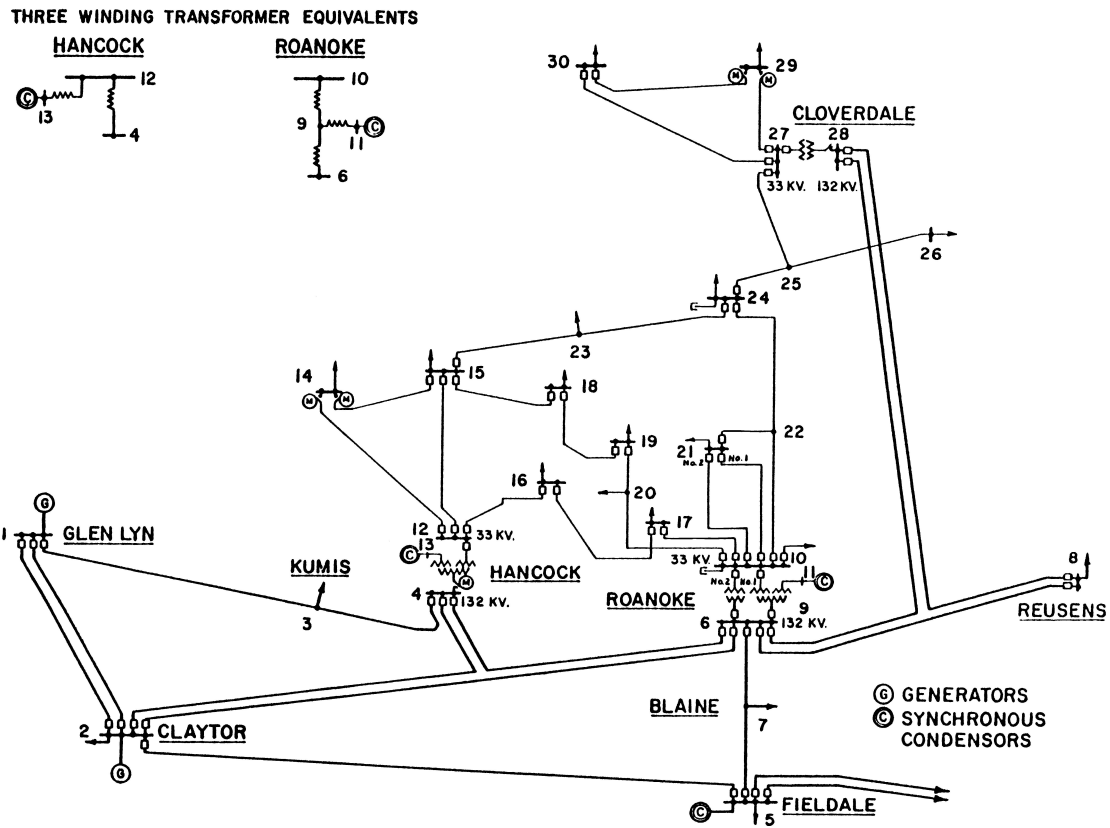 THREE WINDING TRANSFORMER EQUIVALENTS
HANCOCK
ROANOKE
12
C
13
4
10
9
C
11
6
30
29
M
M
CLOVERDALE
27
28
33 KV.
132 KV.
26
25
24
23
14
M
M
15
18
19
22
21
No.2
No.1
20
16
17
1
G
GLEN LYN
12
33 KV.
C
13
M
HANCOCK
KUMIS
3
4
132 KV.
33 KV.
10
No.2
No.1
11
C
ROANOKE
9
6
132 KV.
8
REUSENS
BLAINE
7
2
CLAYTOR
G
C
5
FIELDALE
G GENERATORS
C SYNCHRONOUS
CONDENSORS